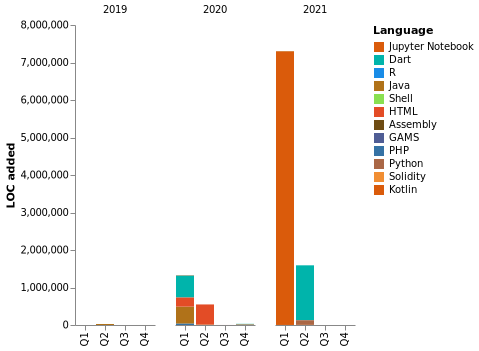 2019 2020 2021
8,000,000
7,000,000
6,000,000
5,000,000
4,000,000
3,000,000
2,000,000
1,000,000
0
LOC added
Q1 Q2 Q3 Q4 Q1 Q2 Q3 Q4 Q1 Q2 Q3 Q4
Language
Jupyter Notebook
Dart
R
Java
Shell
HTML
Assembly
GAMS
PHP
Python
Solidity
Kotlin